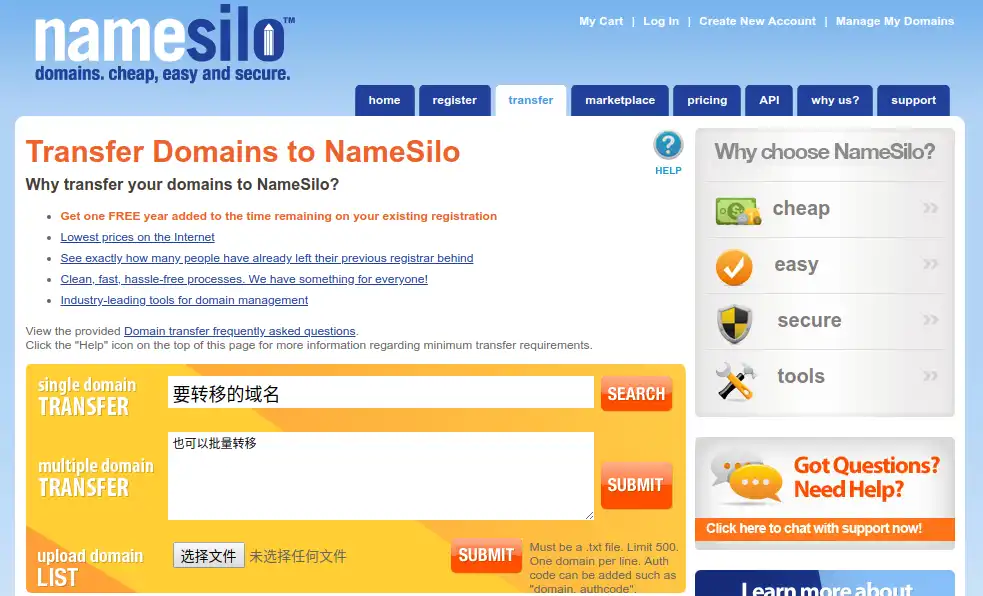 namesilo™
domains. cheap, easy and secure.
My Cart | Log In | Create New Account | Manage My Domains
home register transfer marketplace pricing API why us? support
Transfer Domains to NameSilo
HELP
Why transfer your domains to NameSilo?
Get one FREE year added to the time remaining on your existing registration
Lowest prices on the Internet
See exactly how many people have already left their previous registrar behind
Clean, fast, hassle-free processes. We have something for everyone!
Industry-leading tools for domain management
View the provided Domain transfer frequently asked questions.
Click the "Help" icon on the top of this page for more information regarding minimum transfer requirements.
single domain
TRANSFER
要转移的域名
SEARCH
multiple domain
TRANSFER
也可以批量转移
SUBMIT
upload domain
LIST
选择文件 未选择任何文件
SUBMIT
Must be a .txt file. Limit 500.
One domain per line. Auth
code can be added such as
"domain, authcode".
Why choose NameSilo?
cheap
easy
secure
tools
Got Questions?
Need Help?
Click here to chat with support now!
Learn more about